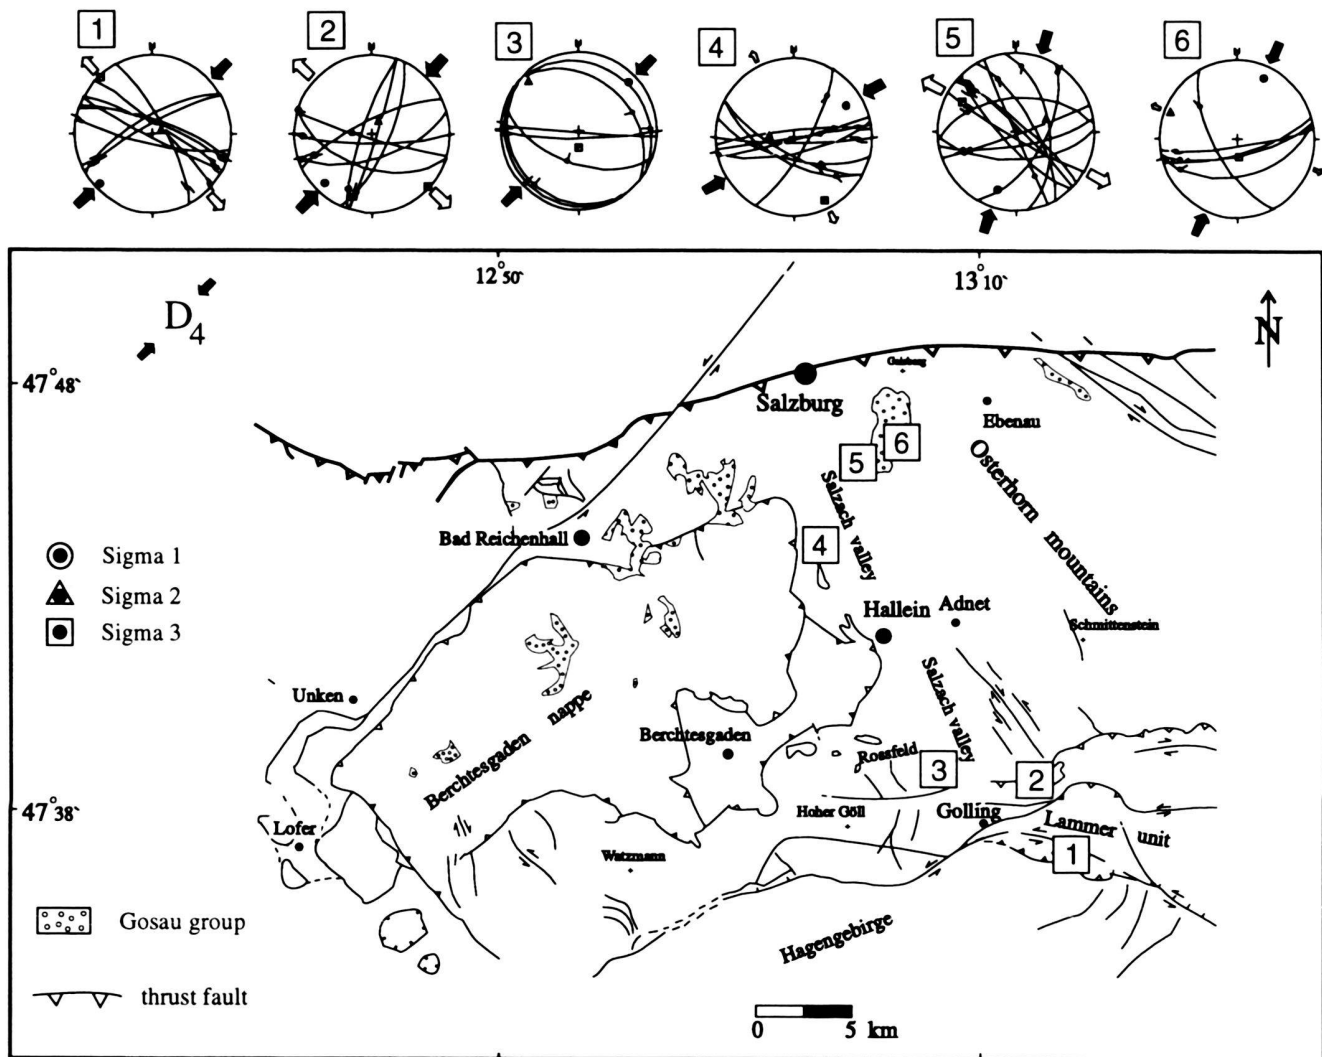 1 2 3 4 5 6
12°50` 13°10`
D4
N
47°48`
Gaisberg
Salzburg
Ebenau
6
5
Osterhorn mountains
Salzach valley
Bad Reichenhall
4
Sigma 1
Sigma 2
Sigma 3
Hallein Adnet
Schmittenstein
Salzach valley
Unken
Berchtesgaden nappe
Berchtesgaden
Rossfeld
3
2
47°38`
Hoher Göll
Golling
Lammer unit
Lofer
1
Watzmann
Gosau group
Hagengebirge
thrust fault
0 5 km